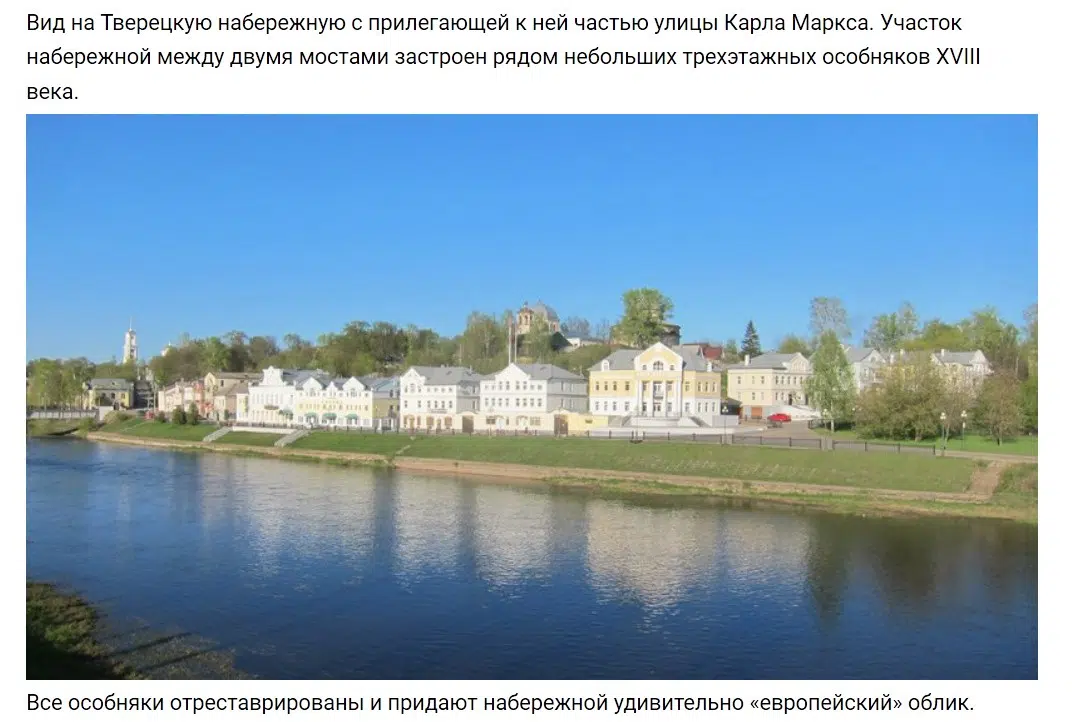 Вид на Тверецкую набережную с прилегающей к ней частью улицы Карла Маркса. Участок
набережной между двумя мостами застроен рядом небольших трехэтажных особняков XVIII
века.
Все особняки отреставрированы и придают набережной удивительно «европейский» облик.